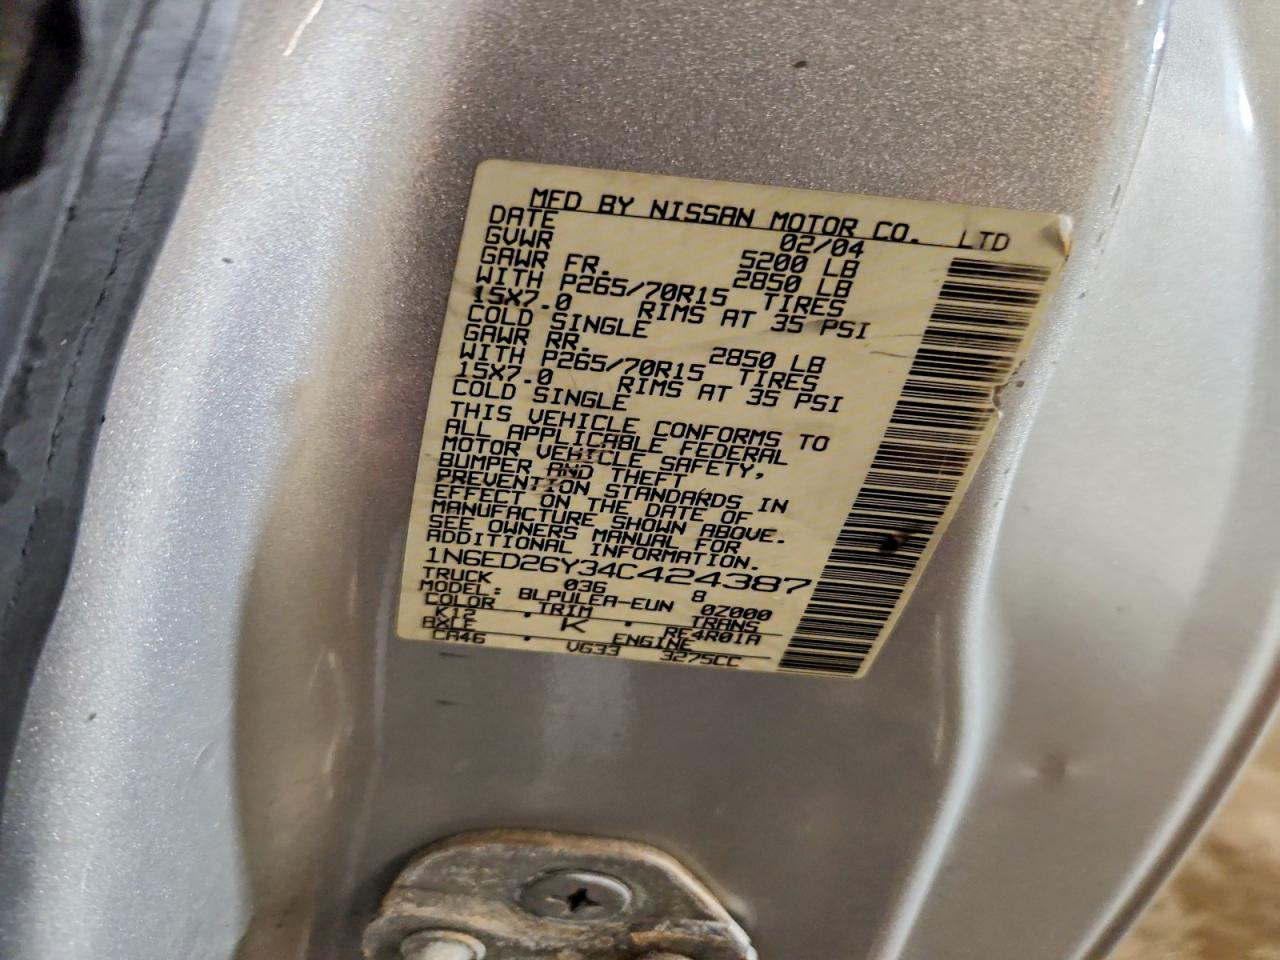 MFD BY NISSAN MOTOR CO. LTD
DATE 02/04
GVWR 5200 LB
GAWR FR. 2850 LB
WITH P265/70R15 TIRES
15X7.0 RIMS AT 35 PSI
COLD SINGLE
GAWR RR. 2850 LB
WITH P265/70R15 TIRES
15X7.0 RIMS AT 35 PSI
COLD SINGLE
THIS VEHICLE CONFORMS TO
ALL APPLICABLE FEDERAL
MOTOR VEHICLE SAFETY,
BUMPER AND THEFT
PREVENTION STANDARDS IN
EFFECT ON THE DATE OF
MANUFACTURE SHOWN ABOVE.
SEE OWNERS MANUAL FOR
ADDITIONAL INFORMATION.
1N6ED26Y34C424387
TRUCK 036 8
MODEL: BLPULEA-EUN 0Z000
COLOR TRIM TRANS
K12 K RE4R01A
AXLE ENGINE
CA46 VG33 3275CC